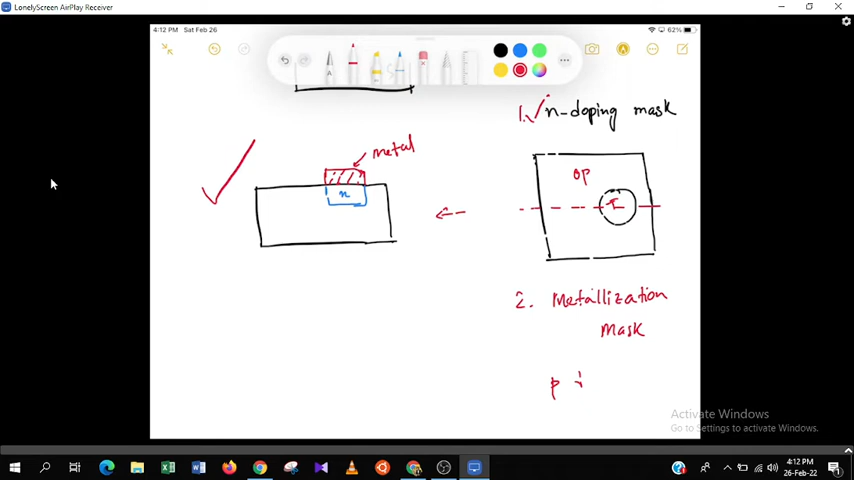 LonelyScreen AirPlay Receiver
4:12 PM Sat Feb 26
62%
A
1. n-doping mask
metal
n
op
T
2. Metallization
Mask
p i
Activate Windows
Go to Settings to activate Windows.
4:12 PM
26-Feb-22